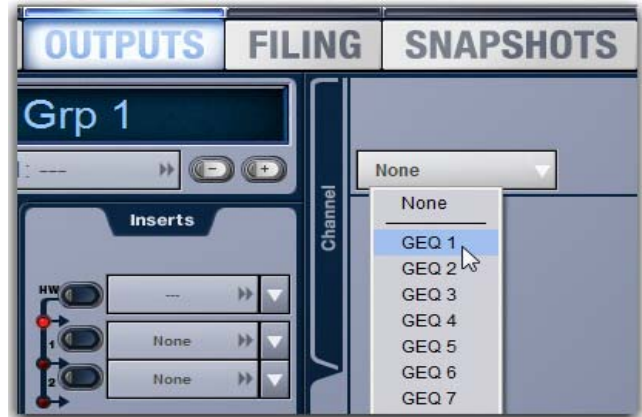 OUTPUTS FILING SNAPSHOTS
Grp 1
: ---
None
Channel
Inserts
None
GEQ 1
HW
---
GEQ 2
GEQ 3
1 None
GEQ 4
GEQ 5
2 None
GEQ 6
GEQ 7